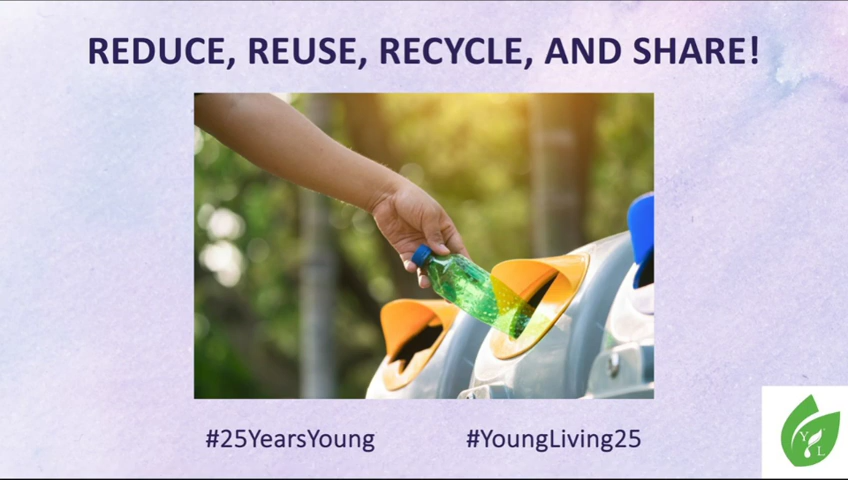 REDUCE, REUSE, RECYCLE, AND SHARE!
#25YearsYoung
#YoungLiving25
Y L